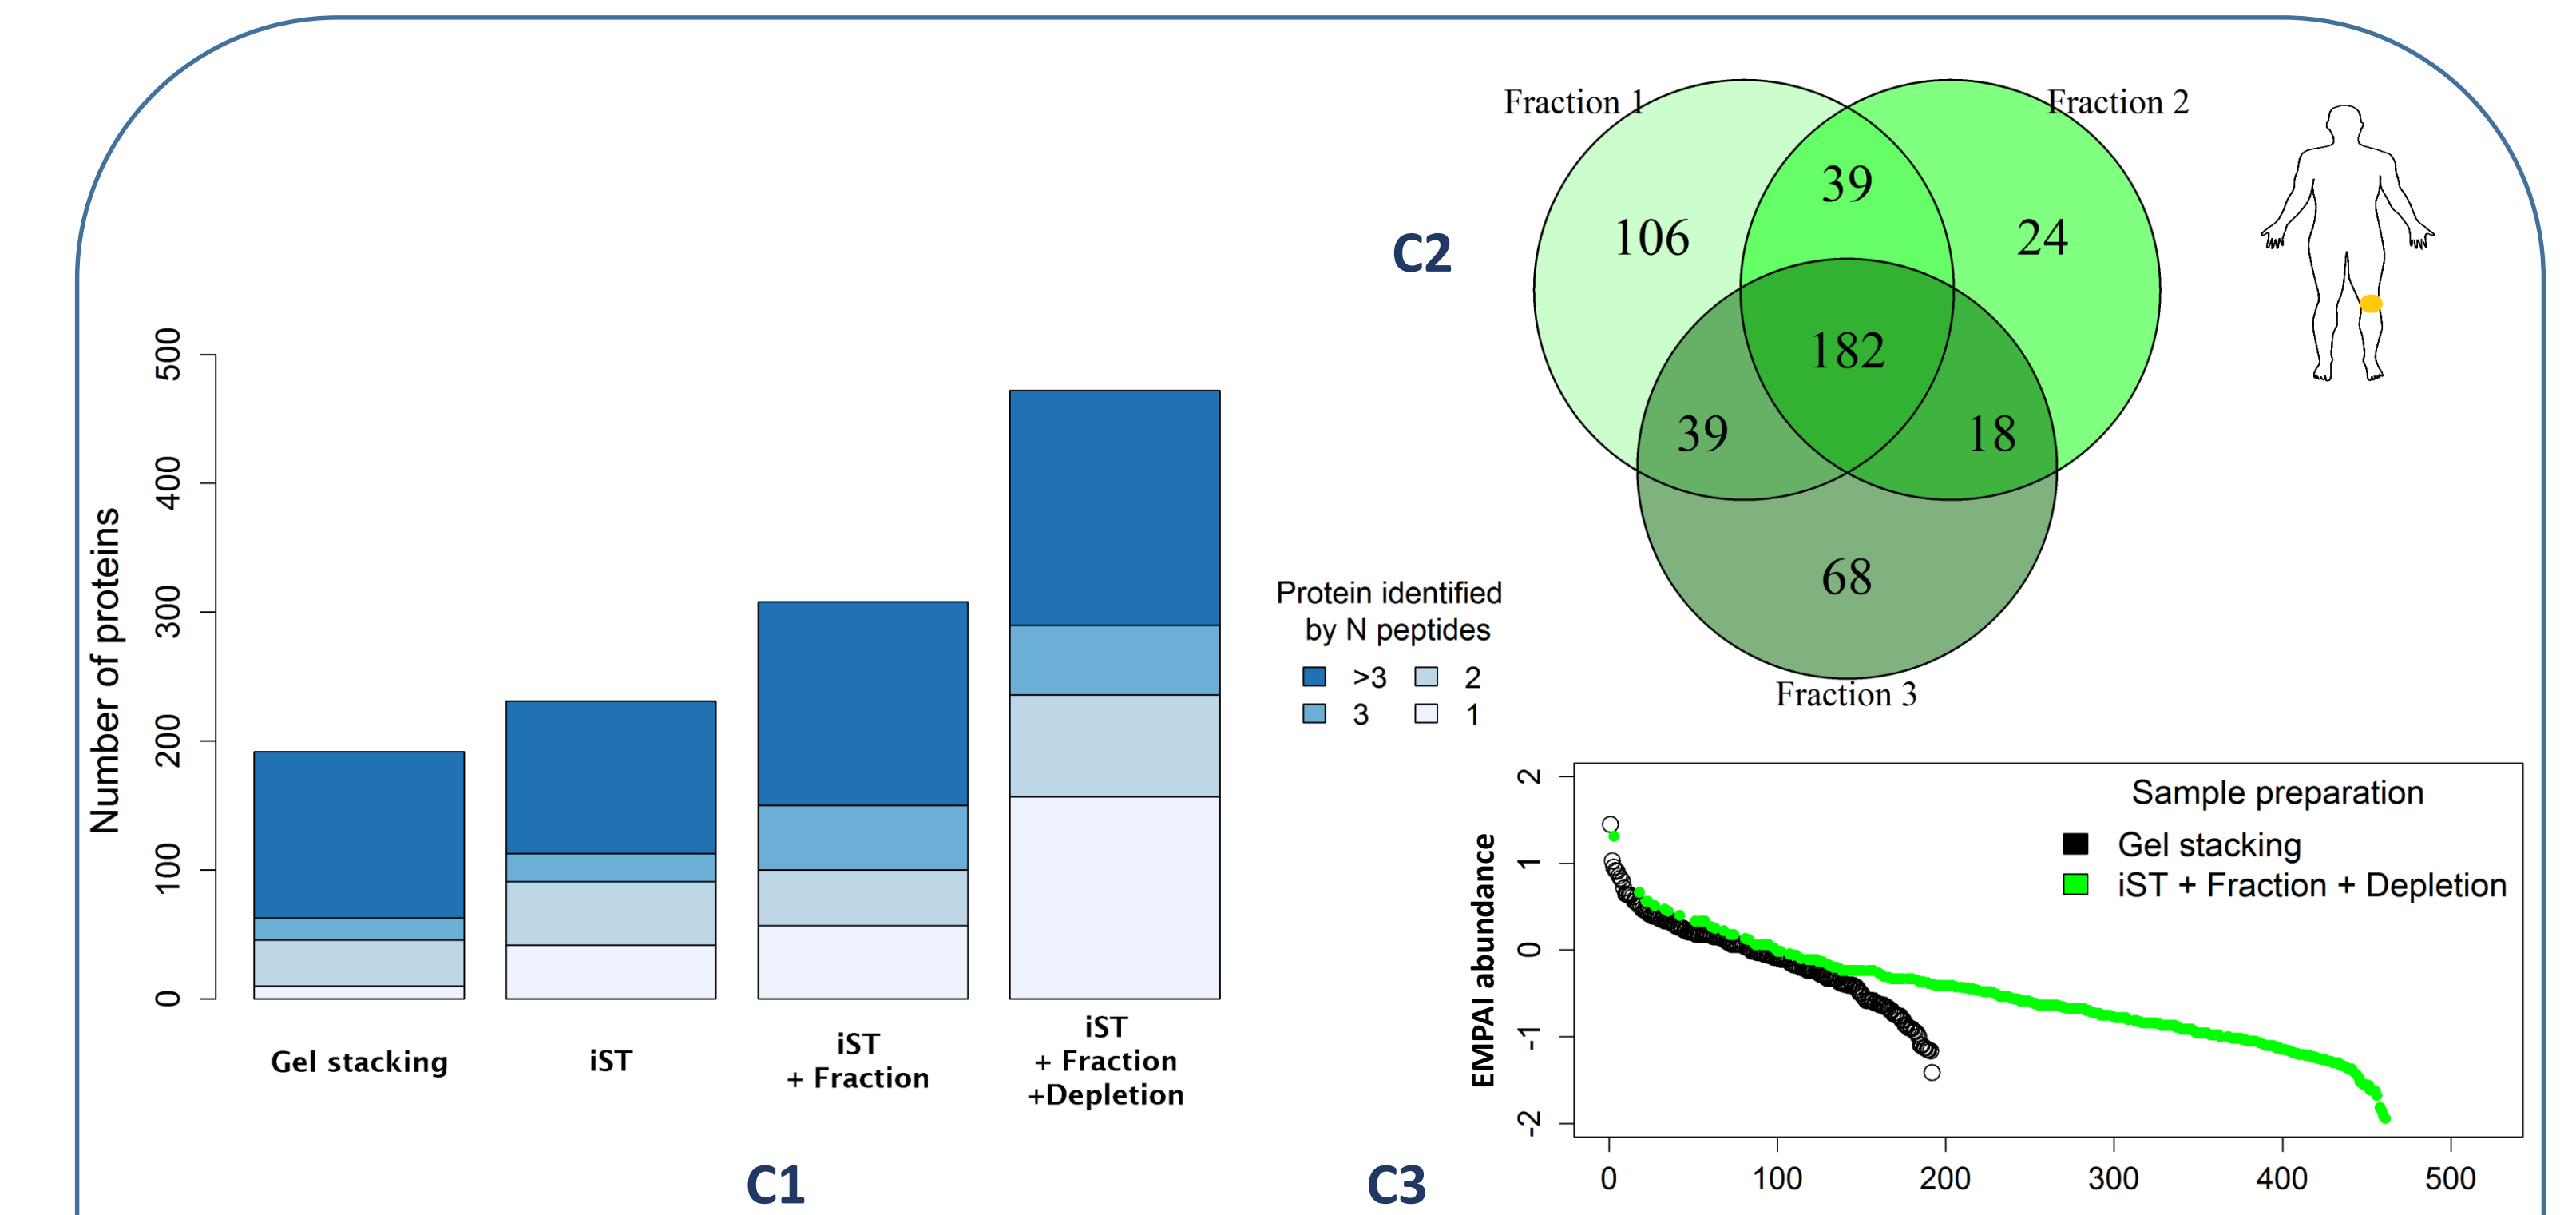 Number of proteins
500
400
300
200
100
0
Gel stacking
iST
iST
+ Fraction
iST
+ Fraction
+Depletion
Protein identified
by N peptides
>3 2
3 1
C1
C2
Fraction 1
Fraction 2
39
106
24
182
39
18
68
Fraction 3
C3
EMPAI abundance
2
1
0
-1
-2
Sample preparation
Gel stacking
iST + Fraction + Depletion
0 100 200 300 400 500